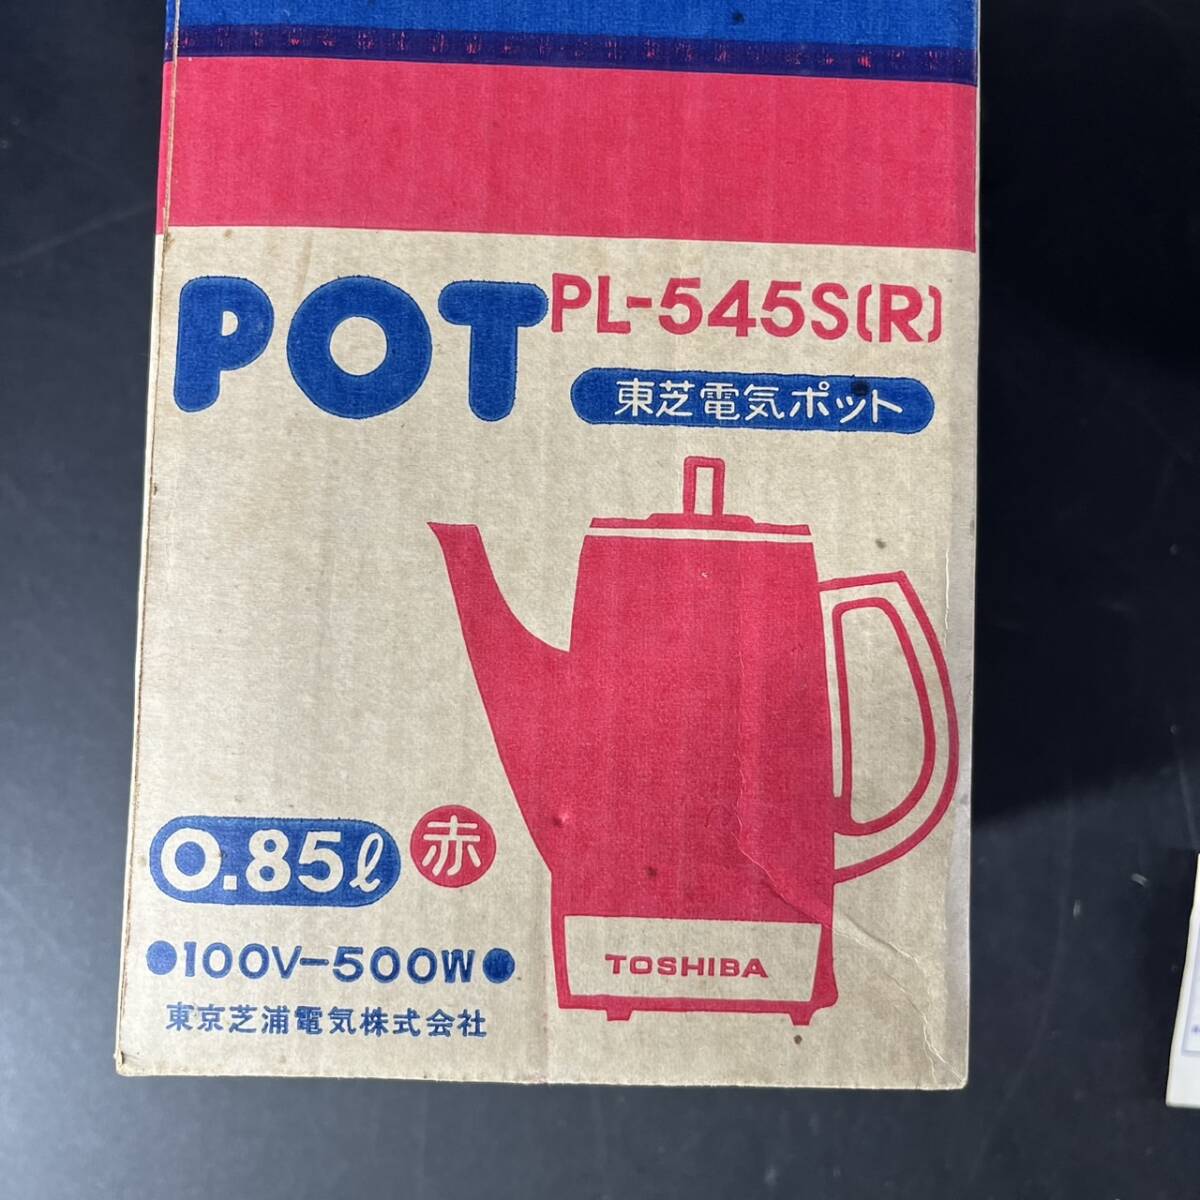 POT PL-545S(R)
東芝電気ポット
0.85ℓ 赤
TOSHIBA
●100V-500W●
東京芝浦電気株式会社